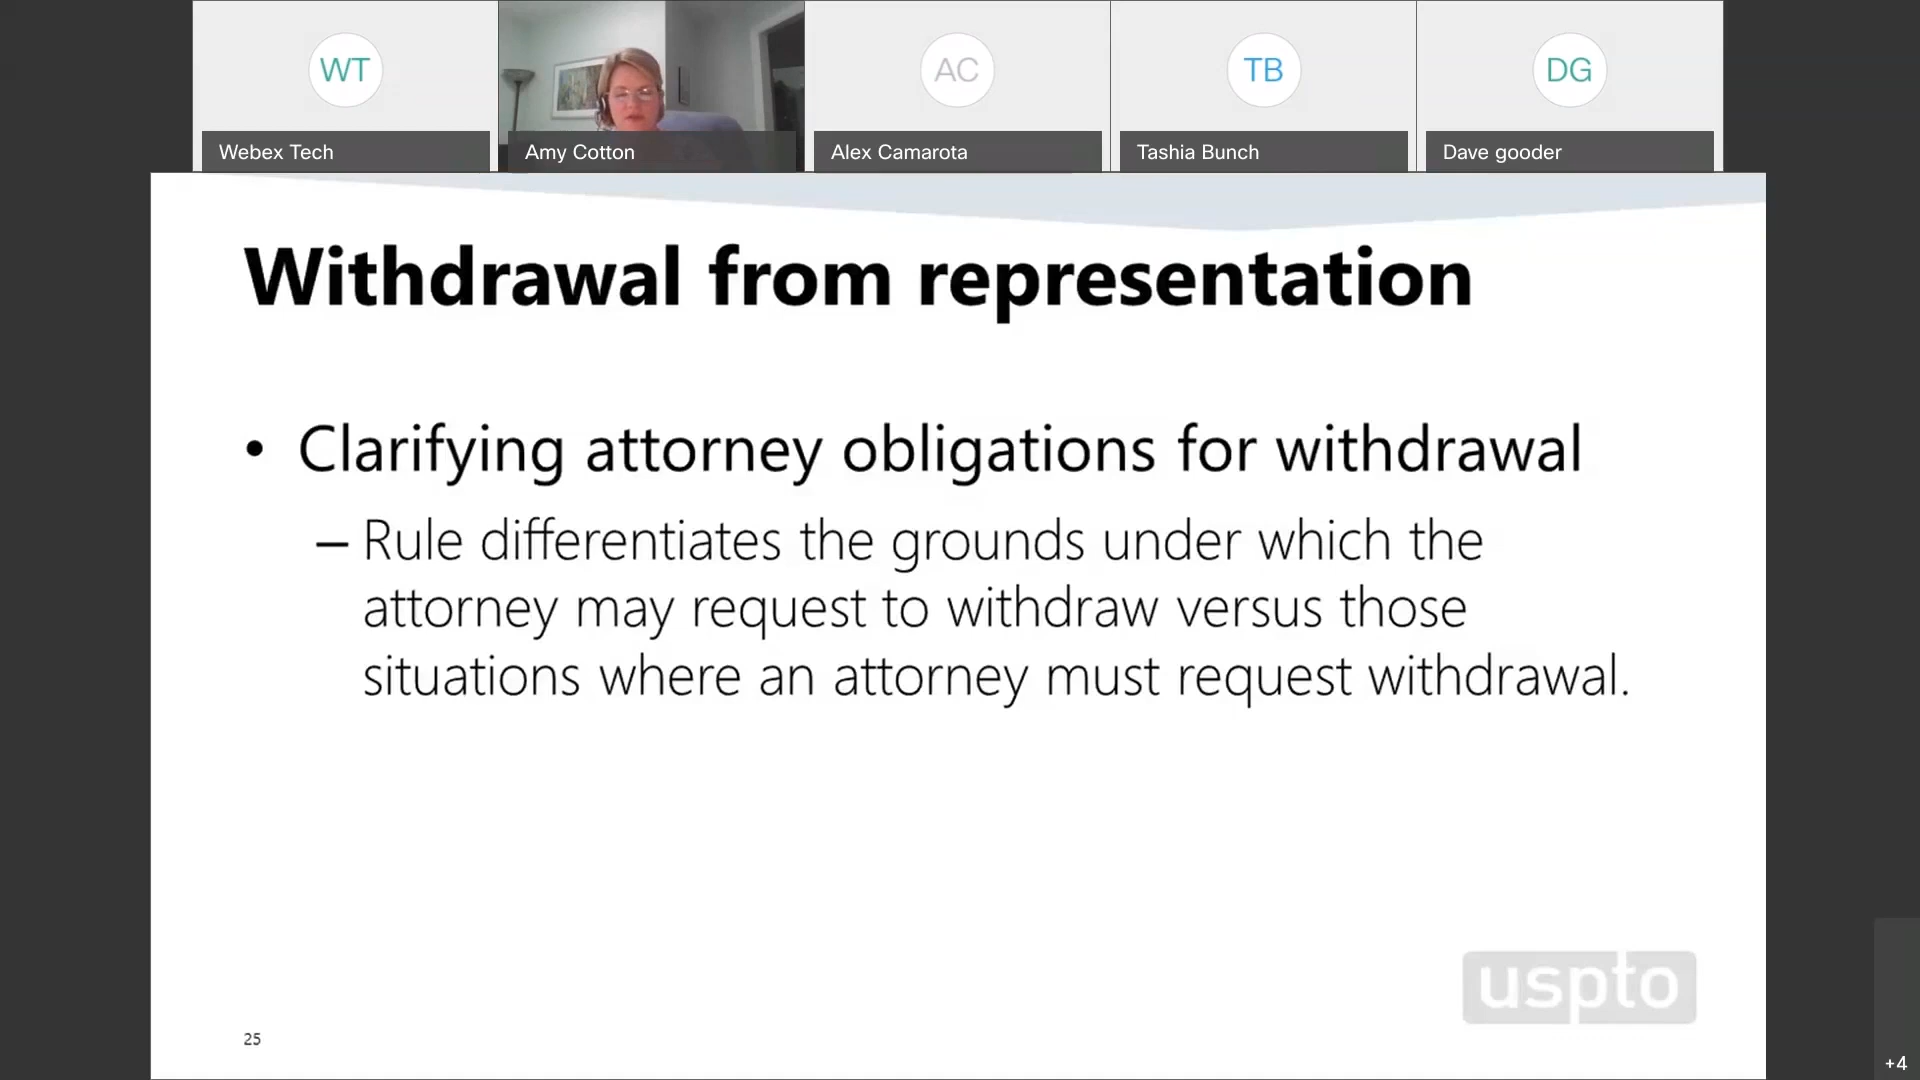 WT
AC
TB
DG
Webex Tech
Amy Cotton
Alex Camarota
Tashia Bunch
Dave gooder
Withdrawal from representation
• Clarifying attorney obligations for withdrawal
– Rule differentiates the grounds under which the
attorney may request to withdraw versus those
situations where an attorney must request withdrawal.
uspto
25
+4